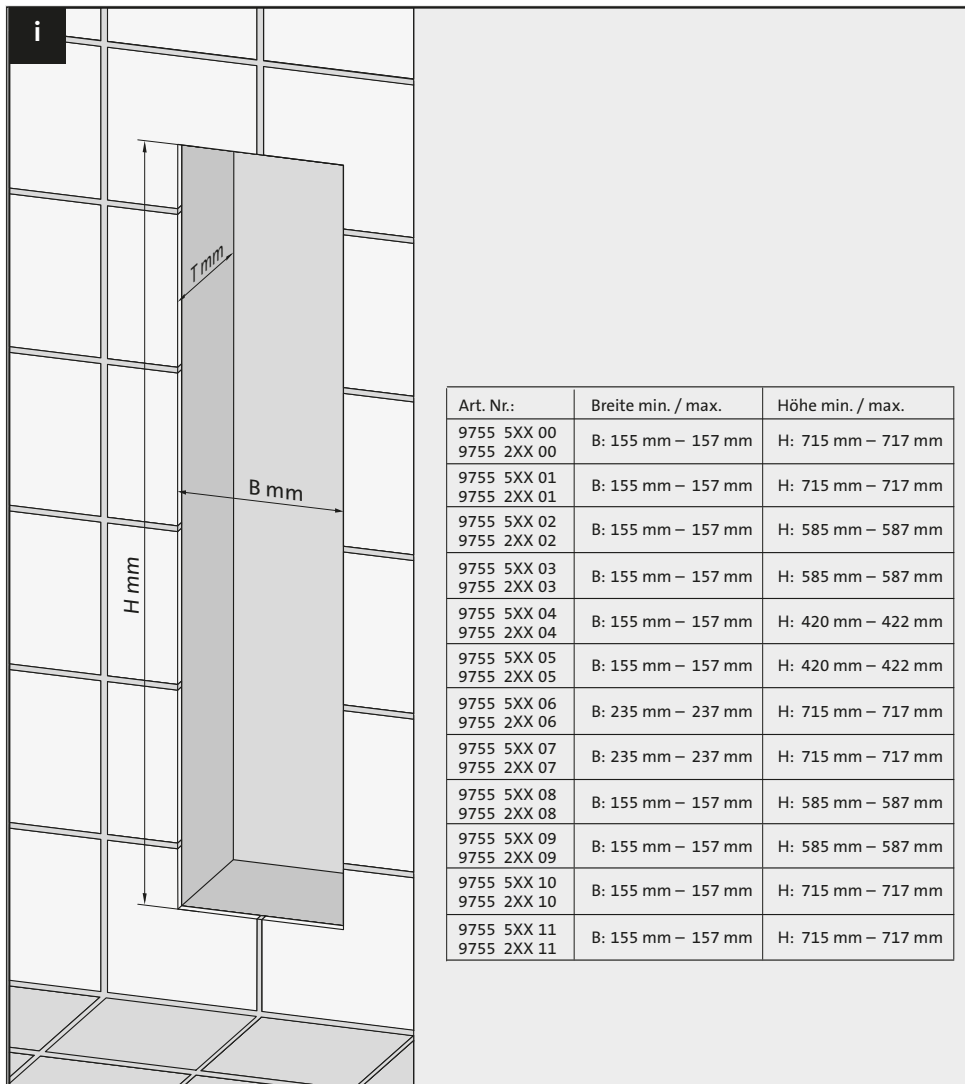 i
T mm
B mm
H mm
Art. Nr.: Breite min. / max. Höhe min. / max.
9755 5XX 00
9755 2XX 00
B: 155 mm – 157 mm H: 715 mm – 717 mm
9755 5XX 01
9755 2XX 01
B: 155 mm – 157 mm H: 715 mm – 717 mm
9755 5XX 02
9755 2XX 02
B: 155 mm – 157 mm H: 585 mm – 587 mm
9755 5XX 03
9755 2XX 03
B: 155 mm – 157 mm H: 585 mm – 587 mm
9755 5XX 04
9755 2XX 04
B: 155 mm – 157 mm H: 420 mm – 422 mm
9755 5XX 05
9755 2XX 05
B: 155 mm – 157 mm H: 420 mm – 422 mm
9755 5XX 06
9755 2XX 06
B: 235 mm – 237 mm H: 715 mm – 717 mm
9755 5XX 07
9755 2XX 07
B: 235 mm – 237 mm H: 715 mm – 717 mm
9755 5XX 08
9755 2XX 08
B: 155 mm – 157 mm H: 585 mm – 587 mm
9755 5XX 09
9755 2XX 09
B: 155 mm – 157 mm H: 585 mm – 587 mm
9755 5XX 10
9755 2XX 10
B: 155 mm – 157 mm H: 715 mm – 717 mm
9755 5XX 11
9755 2XX 11
B: 155 mm – 157 mm H: 715 mm – 717 mm